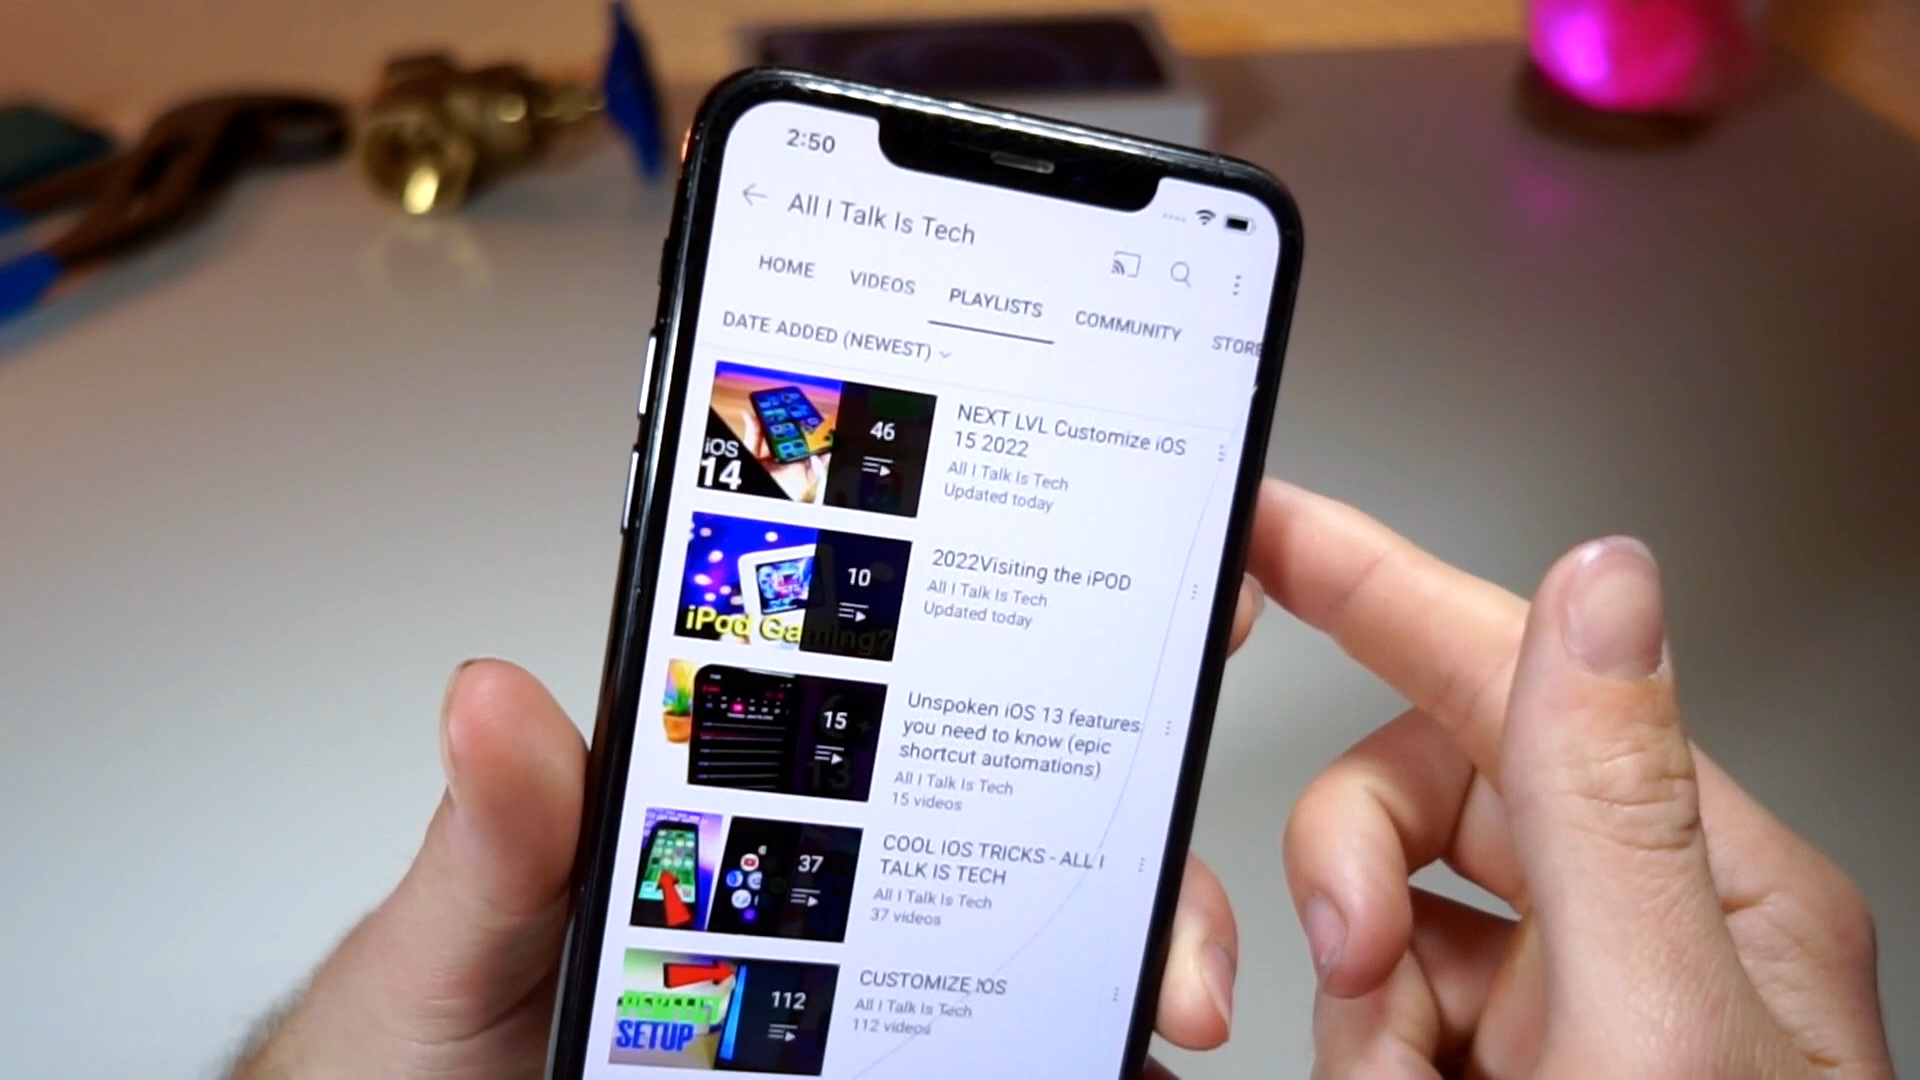 2:50
All I Talk Is Tech
HOME VIDEOS PLAYLISTS COMMUNITY STORE
DATE ADDED (NEWEST)
iOS
14
46
NEXT LVL Customize iOS
15 2022
All I Talk Is Tech
Updated today
iPod Gaming?
10
2022Visiting the iPOD
All I Talk Is Tech
Updated today
13
15
Unspoken iOS 13 features
you need to know (epic
shortcut automations)
All I Talk Is Tech
15 videos
37
COOL IOS TRICKS - ALL I
TALK IS TECH
All I Talk Is Tech
37 videos
SETUP
112
CUSTOMIZE IOS
All I Talk Is Tech
112 videos